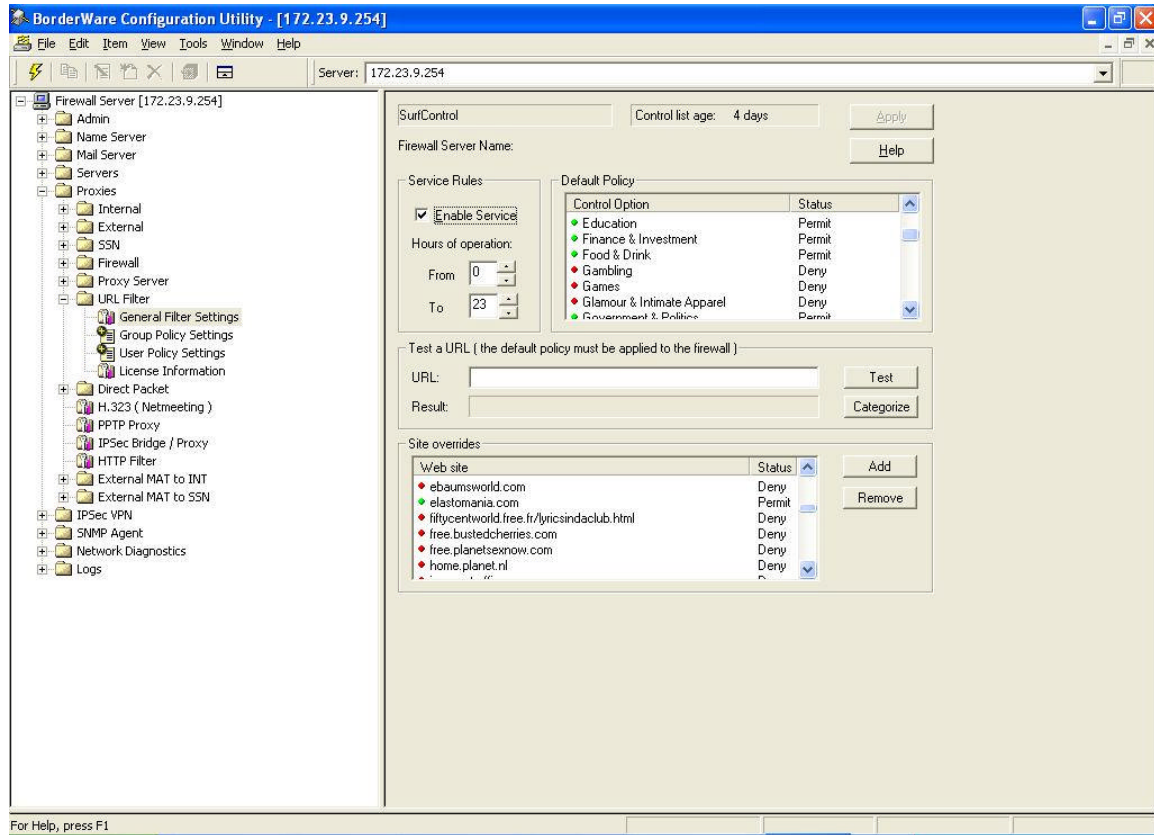 BorderWare Configuration Utility - [172.23.9.254]
File Edit Item View Tools Window Help
Server: 172.23.9.254
Firewall Server [172.23.9.254]
Admin
Name Server
Mail Server
Servers
Proxies
Internal
External
SSN
Firewall
Proxy Server
URL Filter
General Filter Settings
Group Policy Settings
User Policy Settings
License Information
Direct Packet
H.323 ( Netmeeting )
PPTP Proxy
IPSec Bridge / Proxy
HTTP Filter
External MAT to INT
External MAT to SSN
IPSec VPN
SNMP Agent
Network Diagnostics
Logs
SurfControl
Control list age: 4 days
Apply
Firewall Server Name:
Help
Service Rules
Enable Service
Hours of operation:
From 0
To 23
Default Policy
Control Option Status
Education Permit
Finance & Investment Permit
Food & Drink Permit
Gambling Deny
Games Deny
Glamour & Intimate Apparel Deny
Government & Politics Permit
Test a URL ( the default policy must be applied to the firewall )
URL: Test
Result: Categorize
Site overrides
Web site Status
Add
Remove
ebaumsworld.com Deny
elastomania.com Permit
fiftycentworld.free.fr/lyricsindaclub.html Deny
free.bustedcherries.com Deny
free.planetsexnow.com Deny
home.planet.nl Deny
For Help, press F1